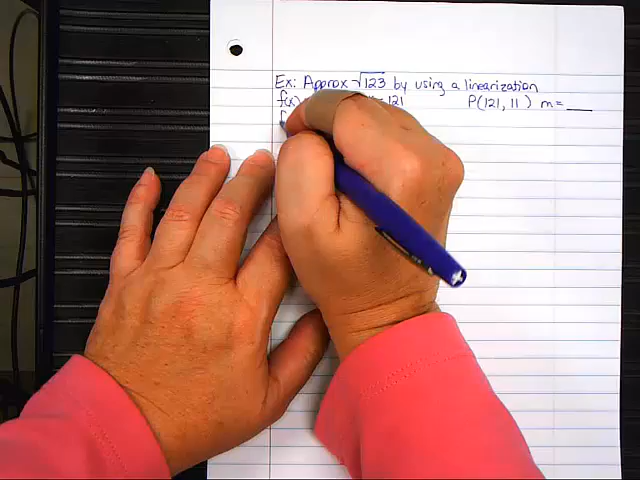 Ex: Approx √123 by using a linearization
f(x) 121 P(121, 11) m = ___
f